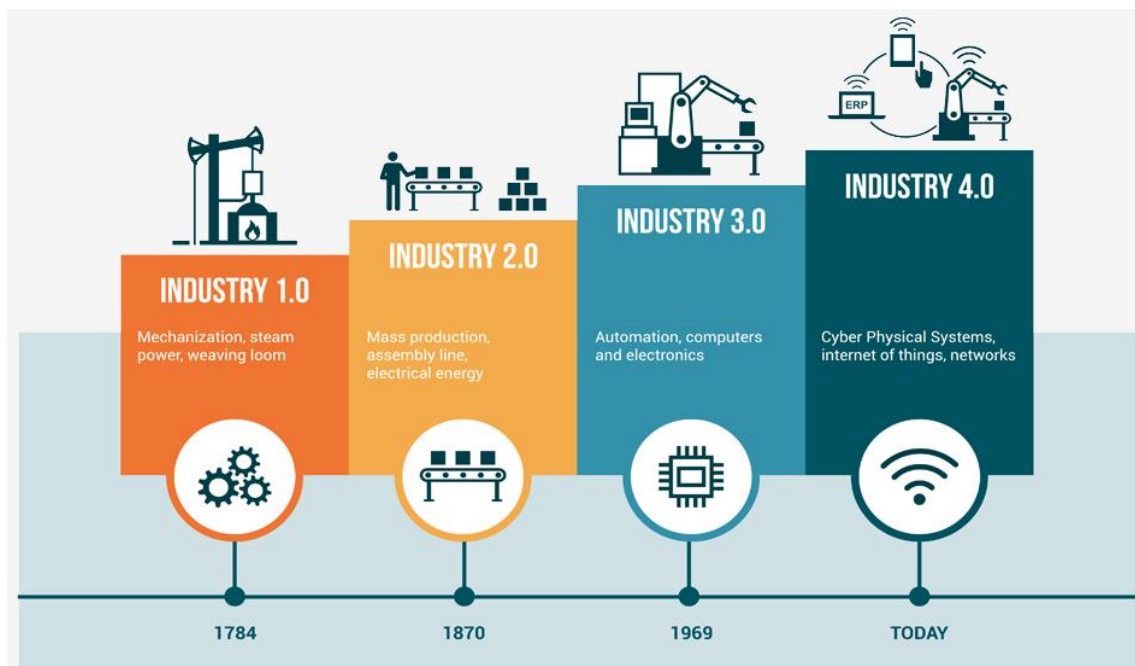 ERP
INDUSTRY 1.0
Mechanization, steam
power, weaving loom
INDUSTRY 2.0
Mass production,
assembly line,
electrical energy
INDUSTRY 3.0
Automation, computers
and electronics
INDUSTRY 4.0
Cyber Physical Systems,
internet of things, networks
1784
1870
1969
TODAY